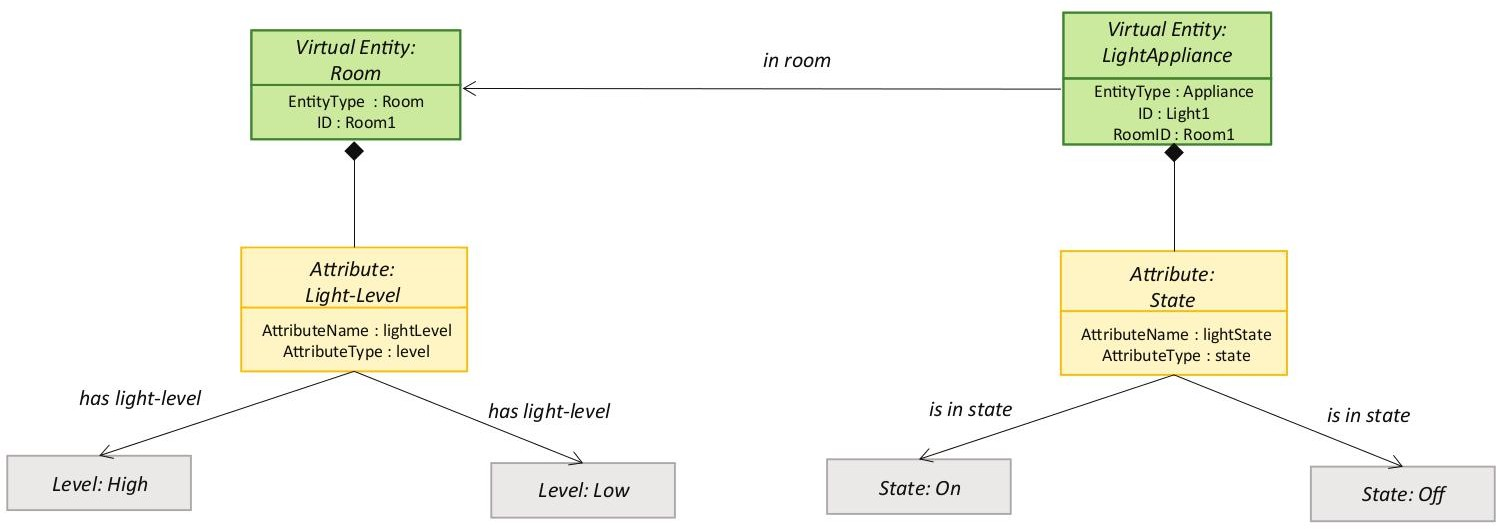 Virtual Entity:
Room
EntityType : Room
ID : Room1
in room
Virtual Entity:
LightAppliance
EntityType : Appliance
ID : Light1
RoomID : Room1
Attribute:
Light-Level
AttributeName : lightLevel
AttributeType : level
Attribute:
State
AttributeName : lightState
AttributeType : state
has light-level
has light-level
is in state
is in state
Level: High
Level: Low
State: On
State: Off